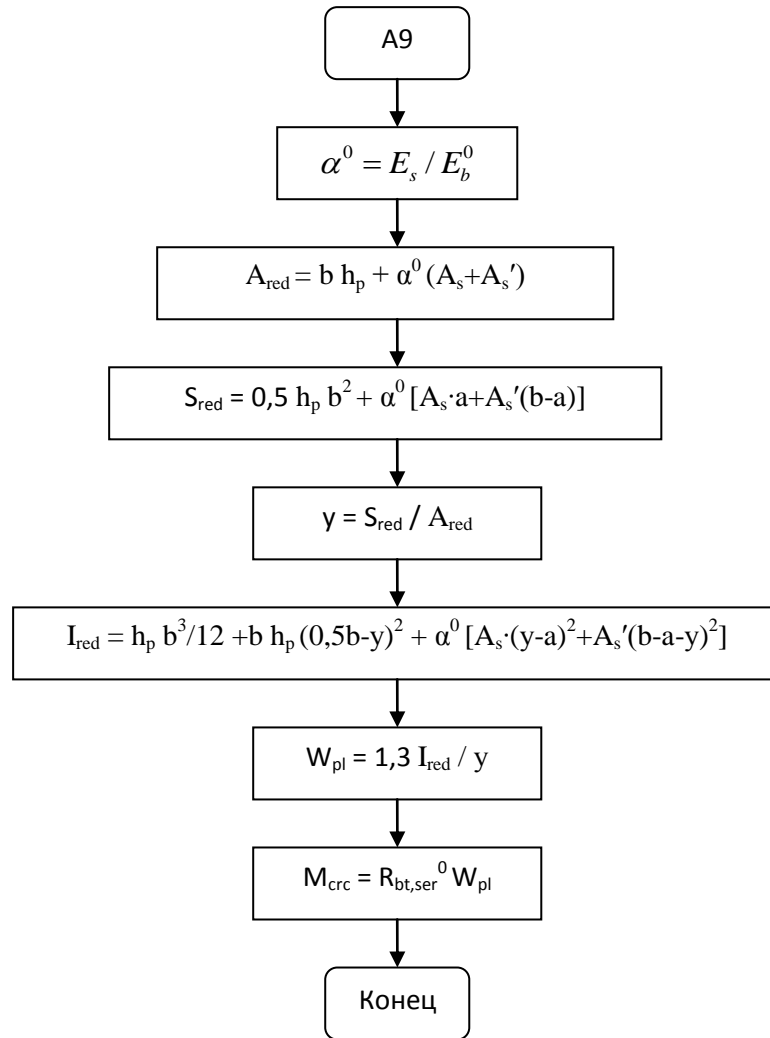 A9
α⁰ = E_s / E_b⁰
A_red = b h_p + α⁰ (A_s+A_s′)
S_red = 0,5 h_p b² + α⁰ [A_s·a+A_s′(b-a)]
y = S_red / A_red
I_red = h_p b³/12 +b h_p (0,5b-y)² + α⁰ [A_s·(y-a)²+A_s′(b-a-y)²]
W_pl = 1,3 I_red / y
M_crc = R_bt,ser⁰ W_pl
Конец